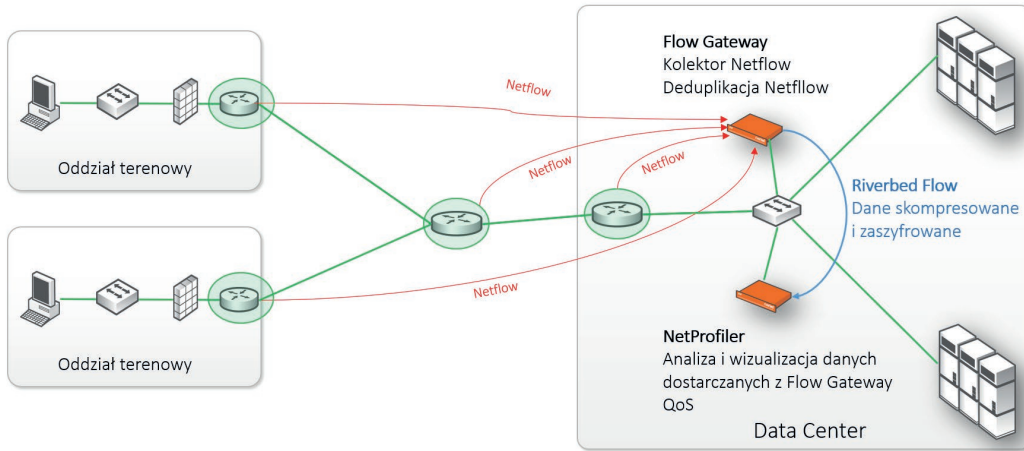 Flow Gateway
Kolektor Netflow
Deduplikacja Netfllow
Netflow
Netflow
Netflow
Netflow
Oddział terenowy
Riverbed Flow
Dane skompresowane
i zaszyfrowane
Oddział terenowy
NetProfiler
Analiza i wizualizacja danych
dostarczanych z Flow Gateway
QoS
Data Center